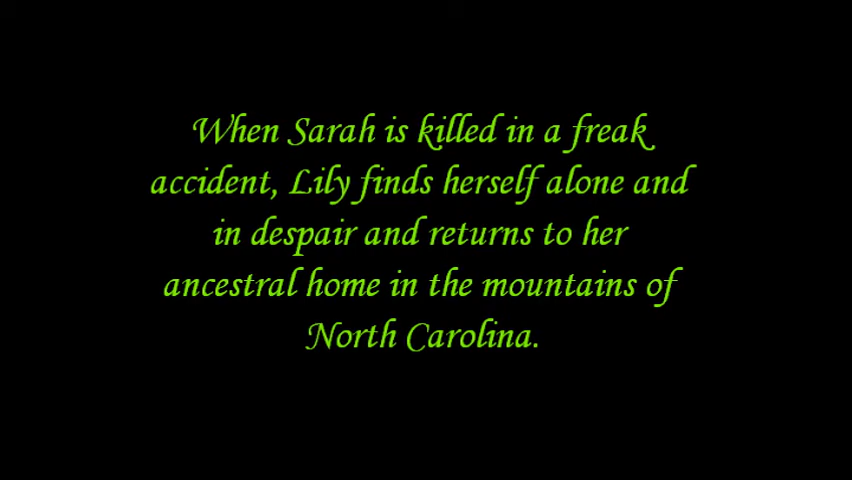 When Sarah is killed in a freak
accident, Lily finds herself alone and
in despair and returns to her
ancestral home in the mountains of
North Carolina.